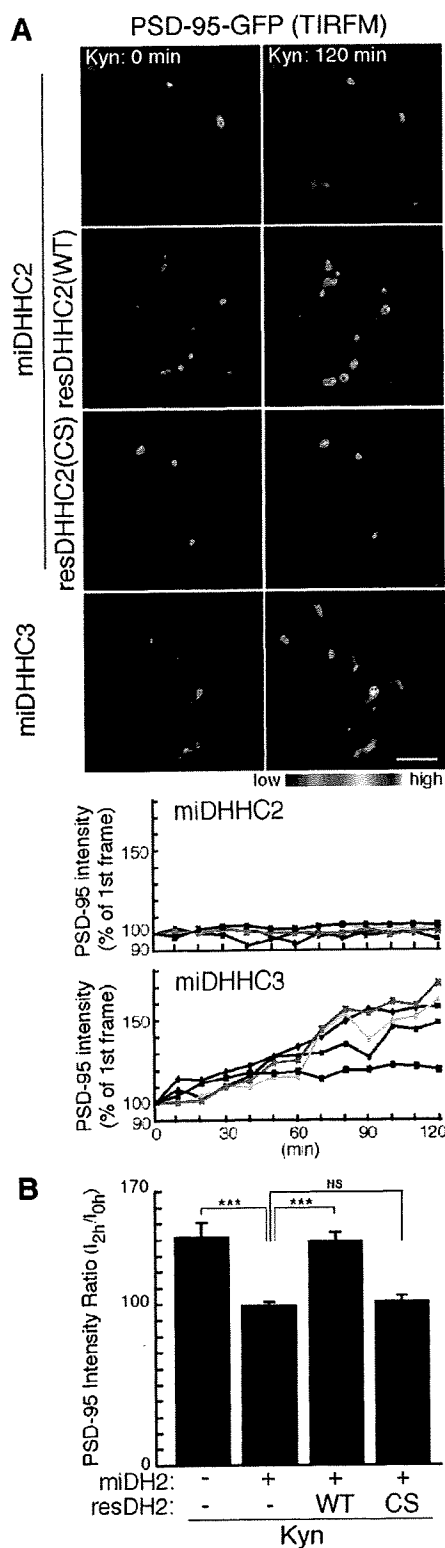 A
PSD-95-GFP (TIRFM)
Kyn: 0 min
Kyn: 120 min
miDHHC2
resDHHC2(WT)
resDHHC2(CS)
miDHHC3
low high
miDHHC2
PSD-95 intensity
(% of 1st frame)
150
100
90
miDHHC3
PSD-95 intensity
(% of 1st frame)
150
100
90
0 30 60 90 120
(min)
B
PSD-95 Intensity Ratio (I2h/I0h)
170
100
0
***
***
NS
miDH2: - + + +
resDH2: - - WT CS
Kyn